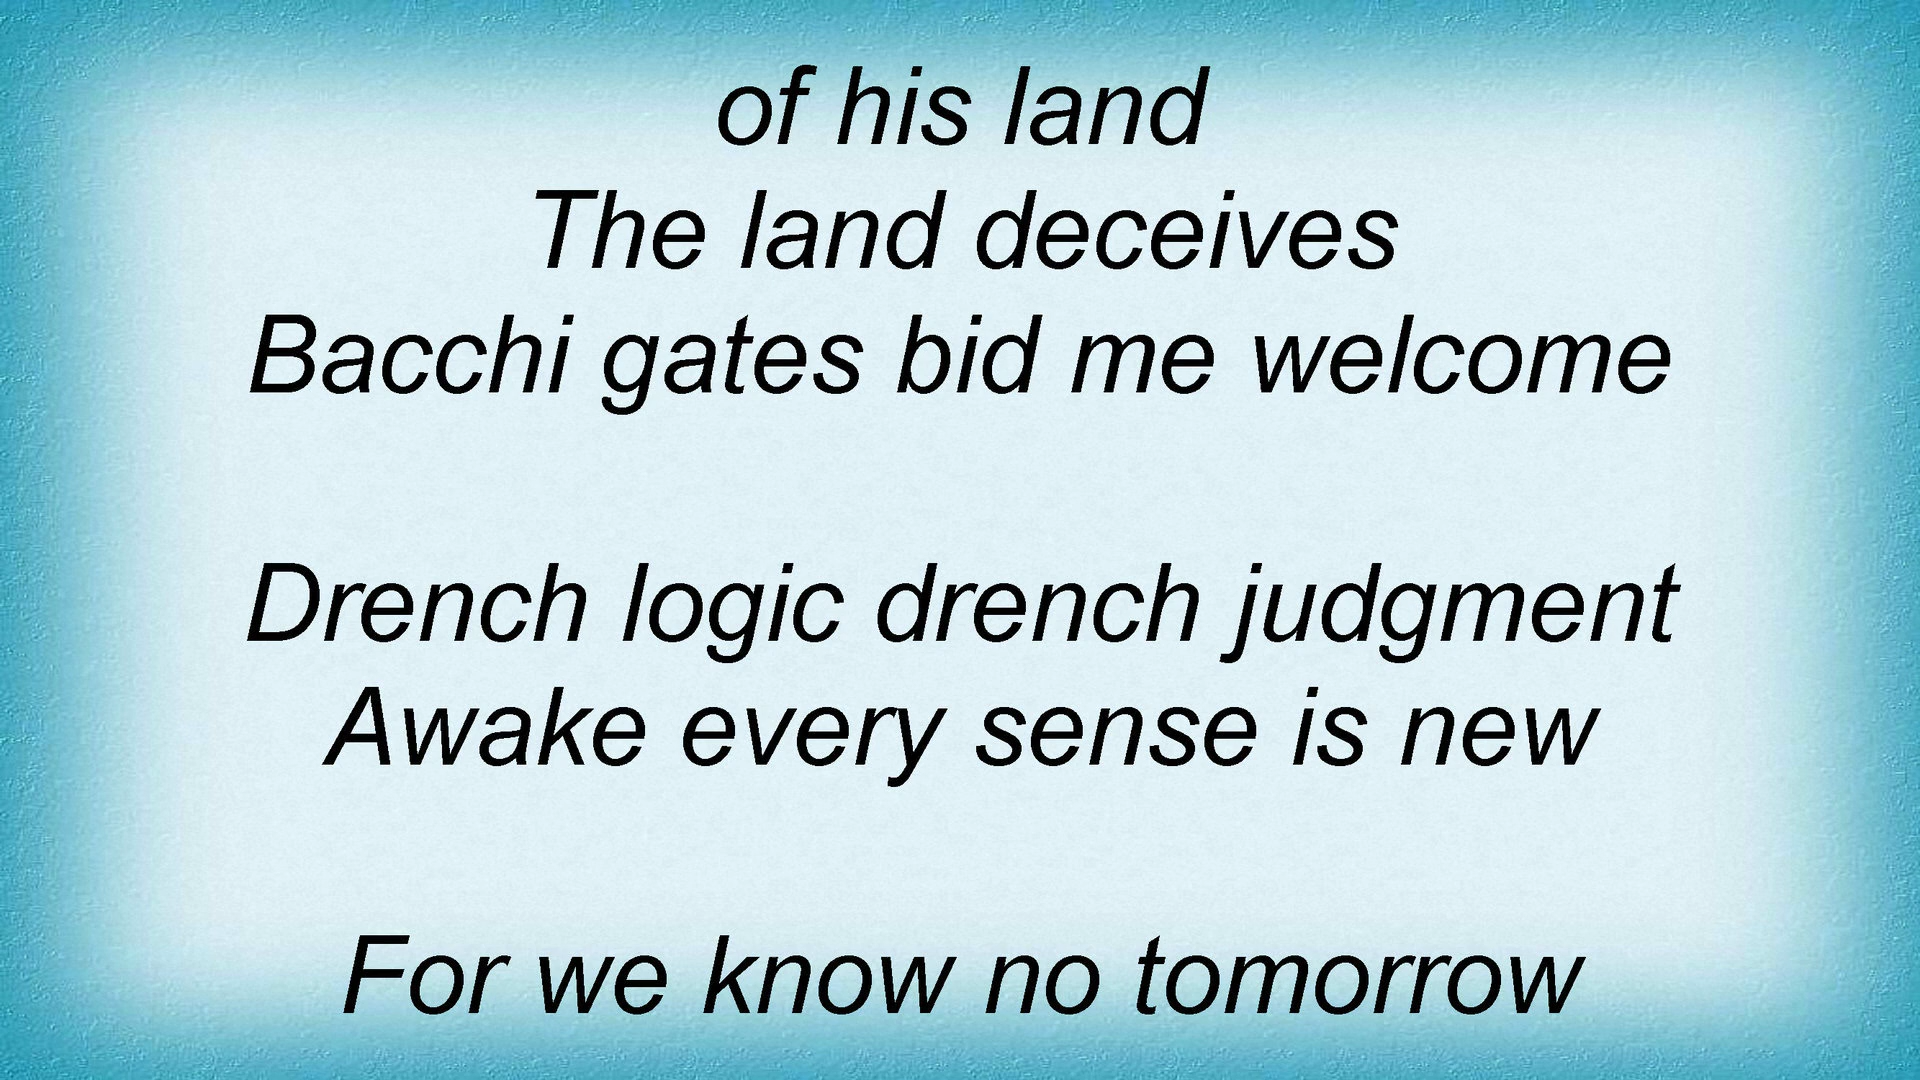 of his land
The land deceives
Bacchi gates bid me welcome
Drench logic drench judgment
Awake every sense is new
For we know no tomorrow